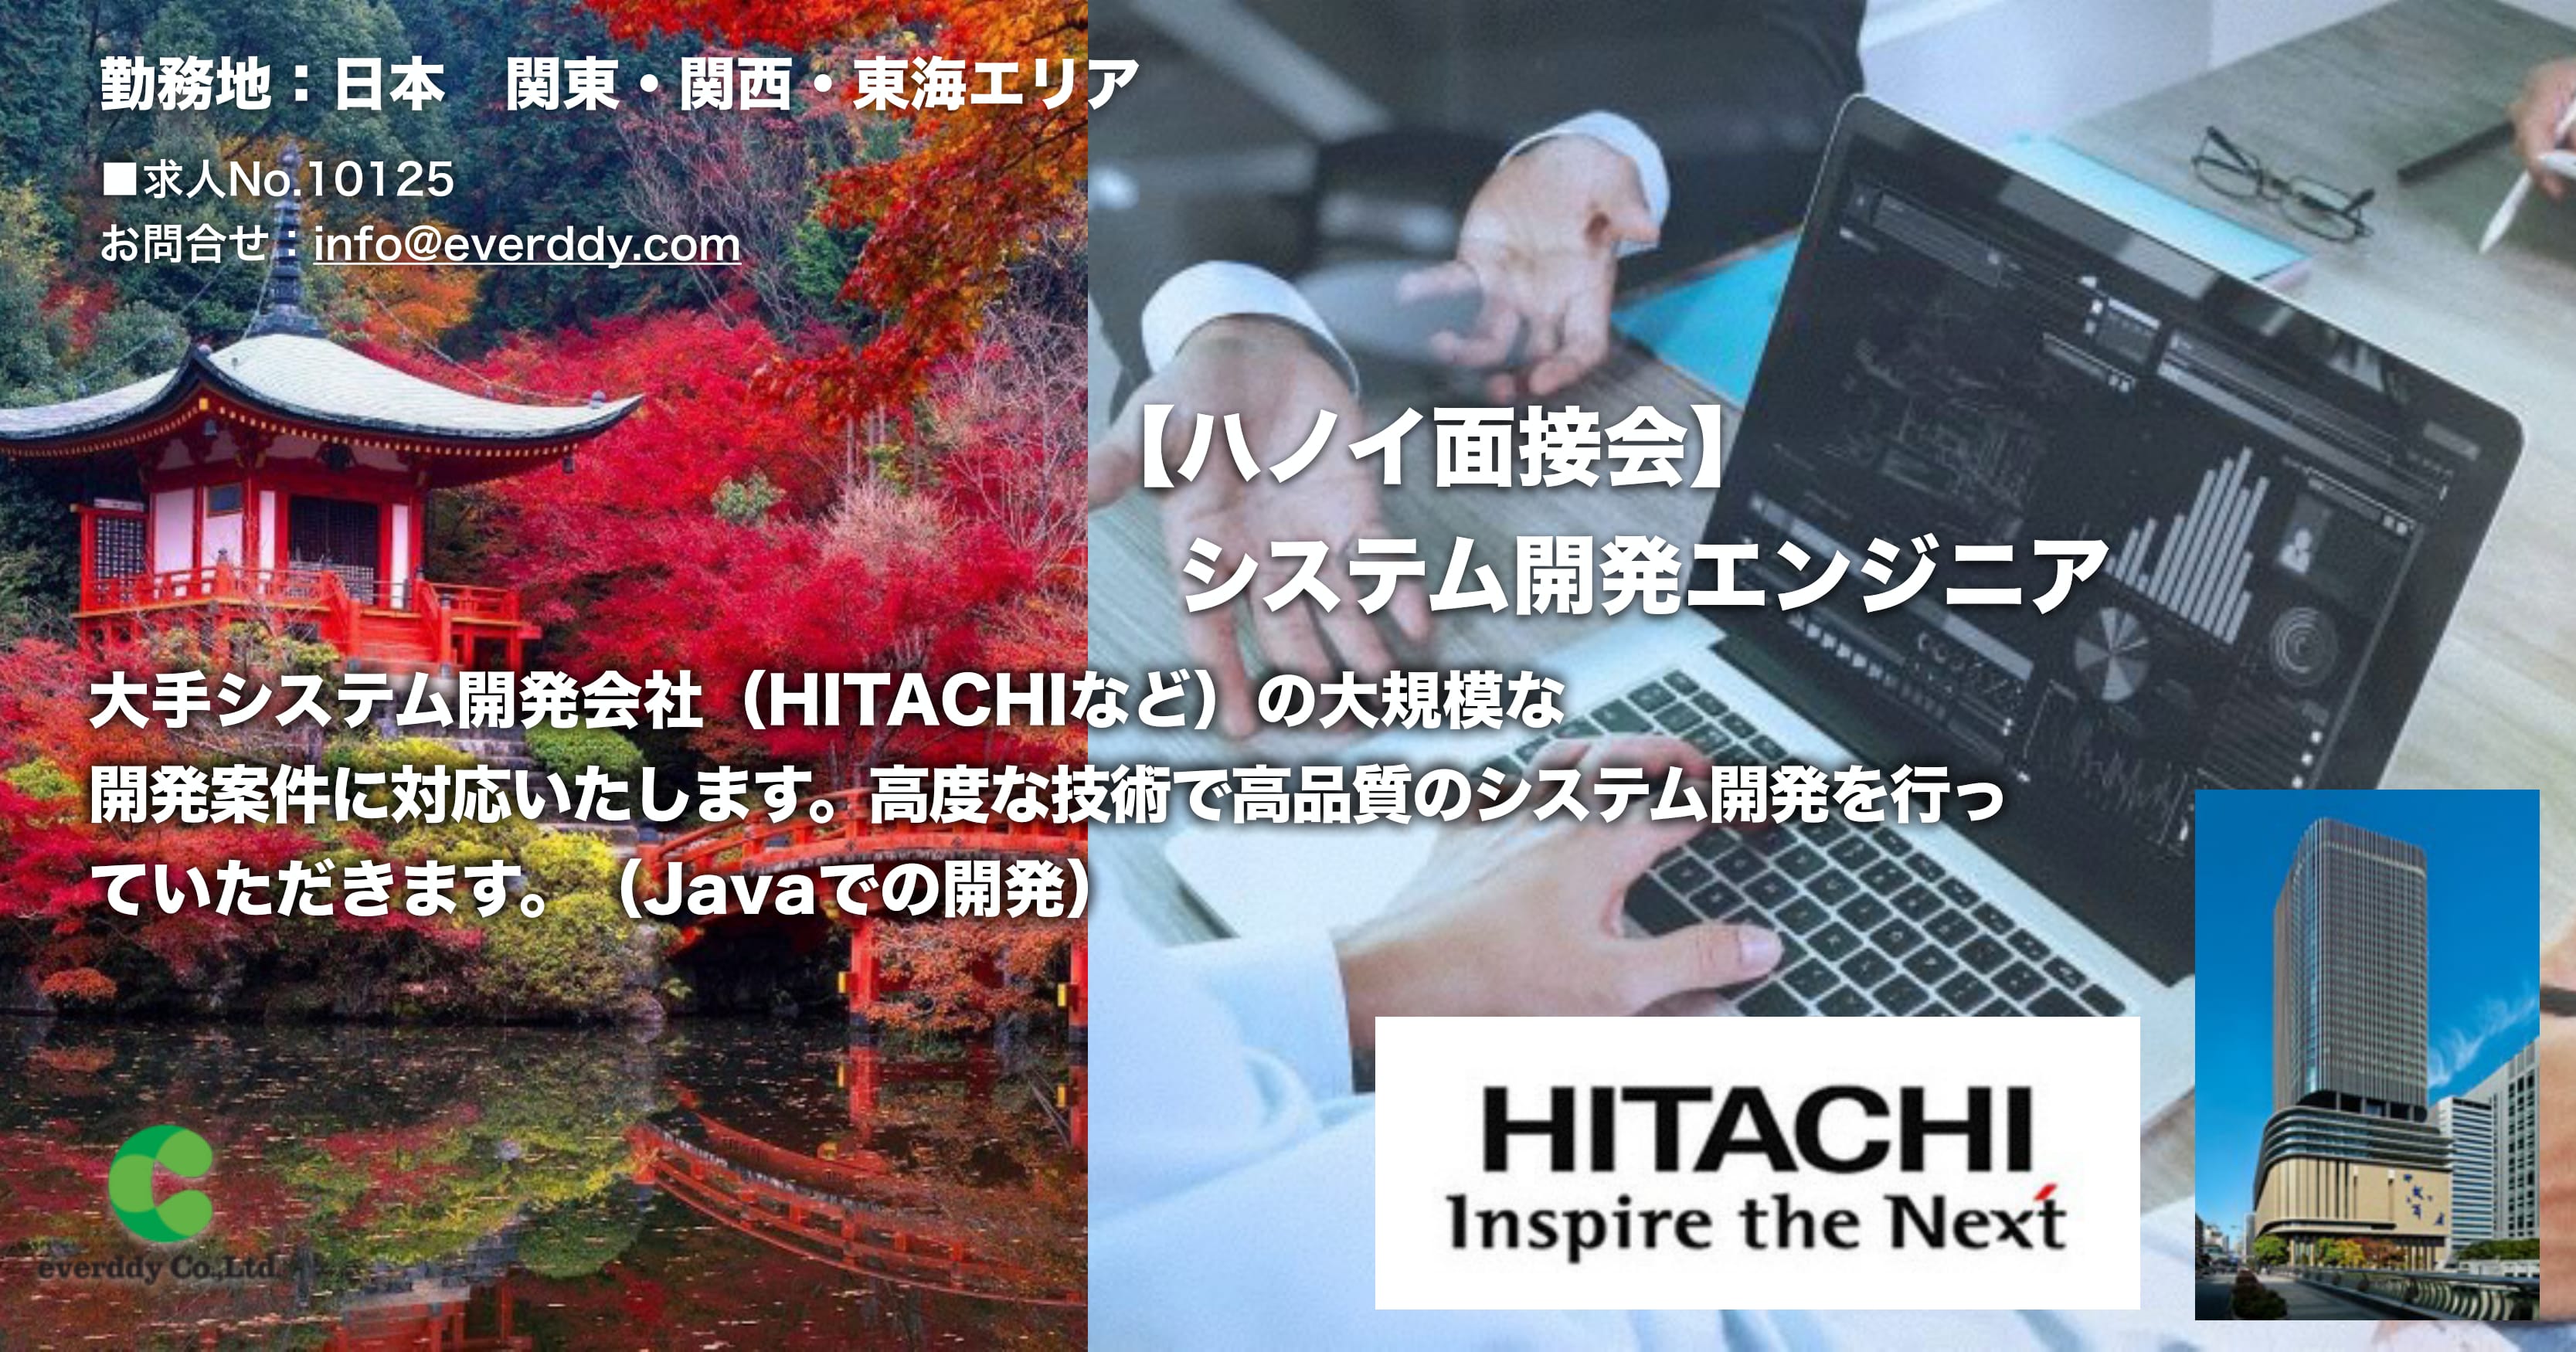 勤務地：日本　関東・関西・東海エリア
■求人No.10125
お問合せ：info@everddy.com
【ハノイ面接会】
システム開発エンジニア
大手システム開発会社（HITACHIなど）の大規模な
開発案件に対応いたします。高度な技術で高品質のシステム開発を行っ
ていただきます。（Javaでの開発）
everddy Co.,Ltd.
HITACHI
Inspire the Next